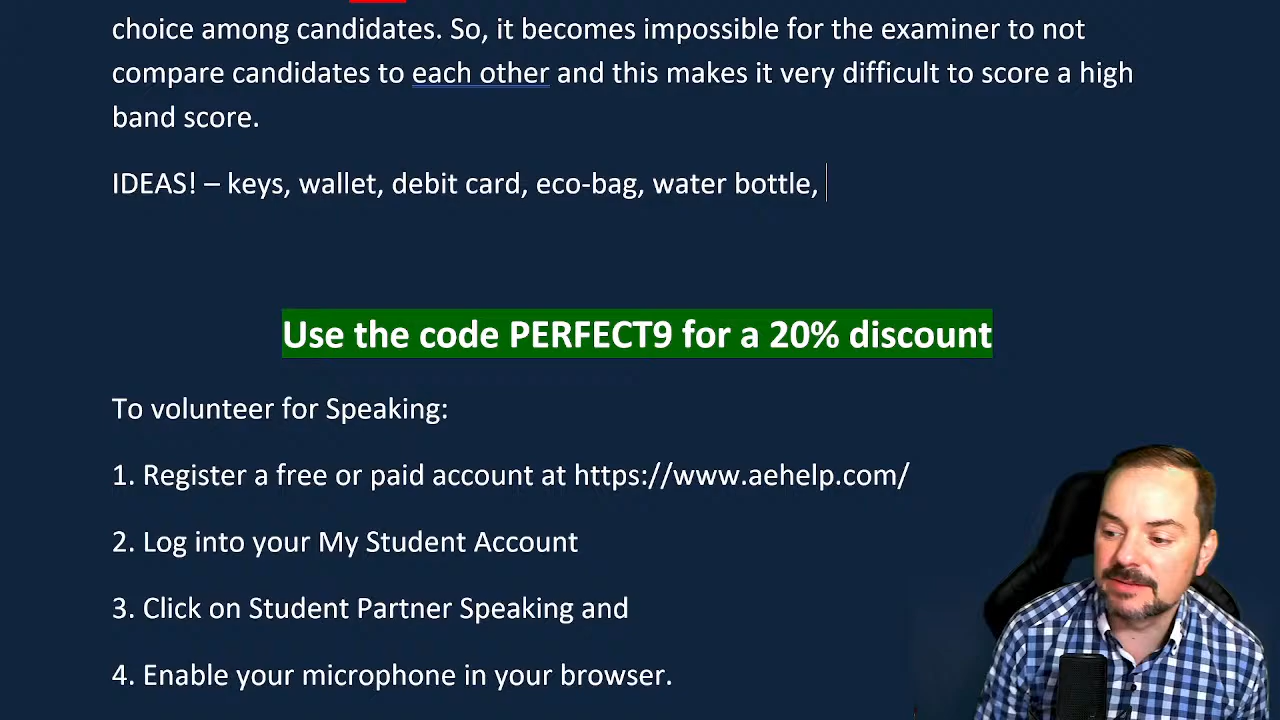 choice among candidates. So, it becomes impossible for the examiner to not
compare candidates to each other and this makes it very difficult to score a high
band score.
IDEAS! – keys, wallet, debit card, eco-bag, water bottle,
Use the code PERFECT9 for a 20% discount
To volunteer for Speaking:
1. Register a free or paid account at https://www.aehelp.com/
2. Log into your My Student Account
3. Click on Student Partner Speaking and
4. Enable your microphone in your browser.